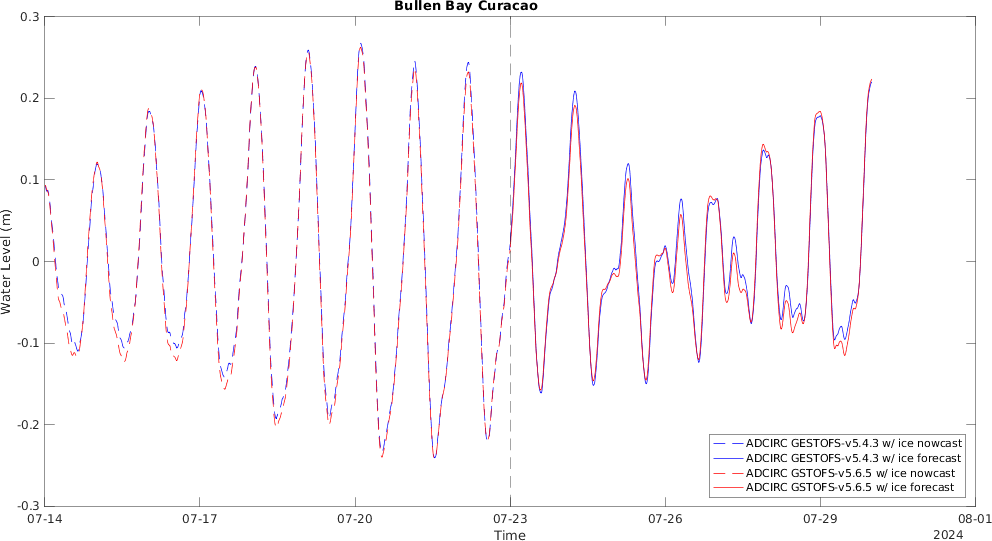 Bullen Bay Curacao
0.3
0.2
0.1
0
-0.1
-0.2
-0.3
Water Level (m)
07-14
07-17
07-20
07-23
07-26
07-29
08-01
Time
2024
ADCIRC GESTOFS-v5.4.3 w/ ice nowcast
ADCIRC GESTOFS-v5.4.3 w/ ice forecast
ADCIRC GSTOFS-v5.6.5 w/ ice nowcast
ADCIRC GSTOFS-v5.6.5 w/ ice forecast